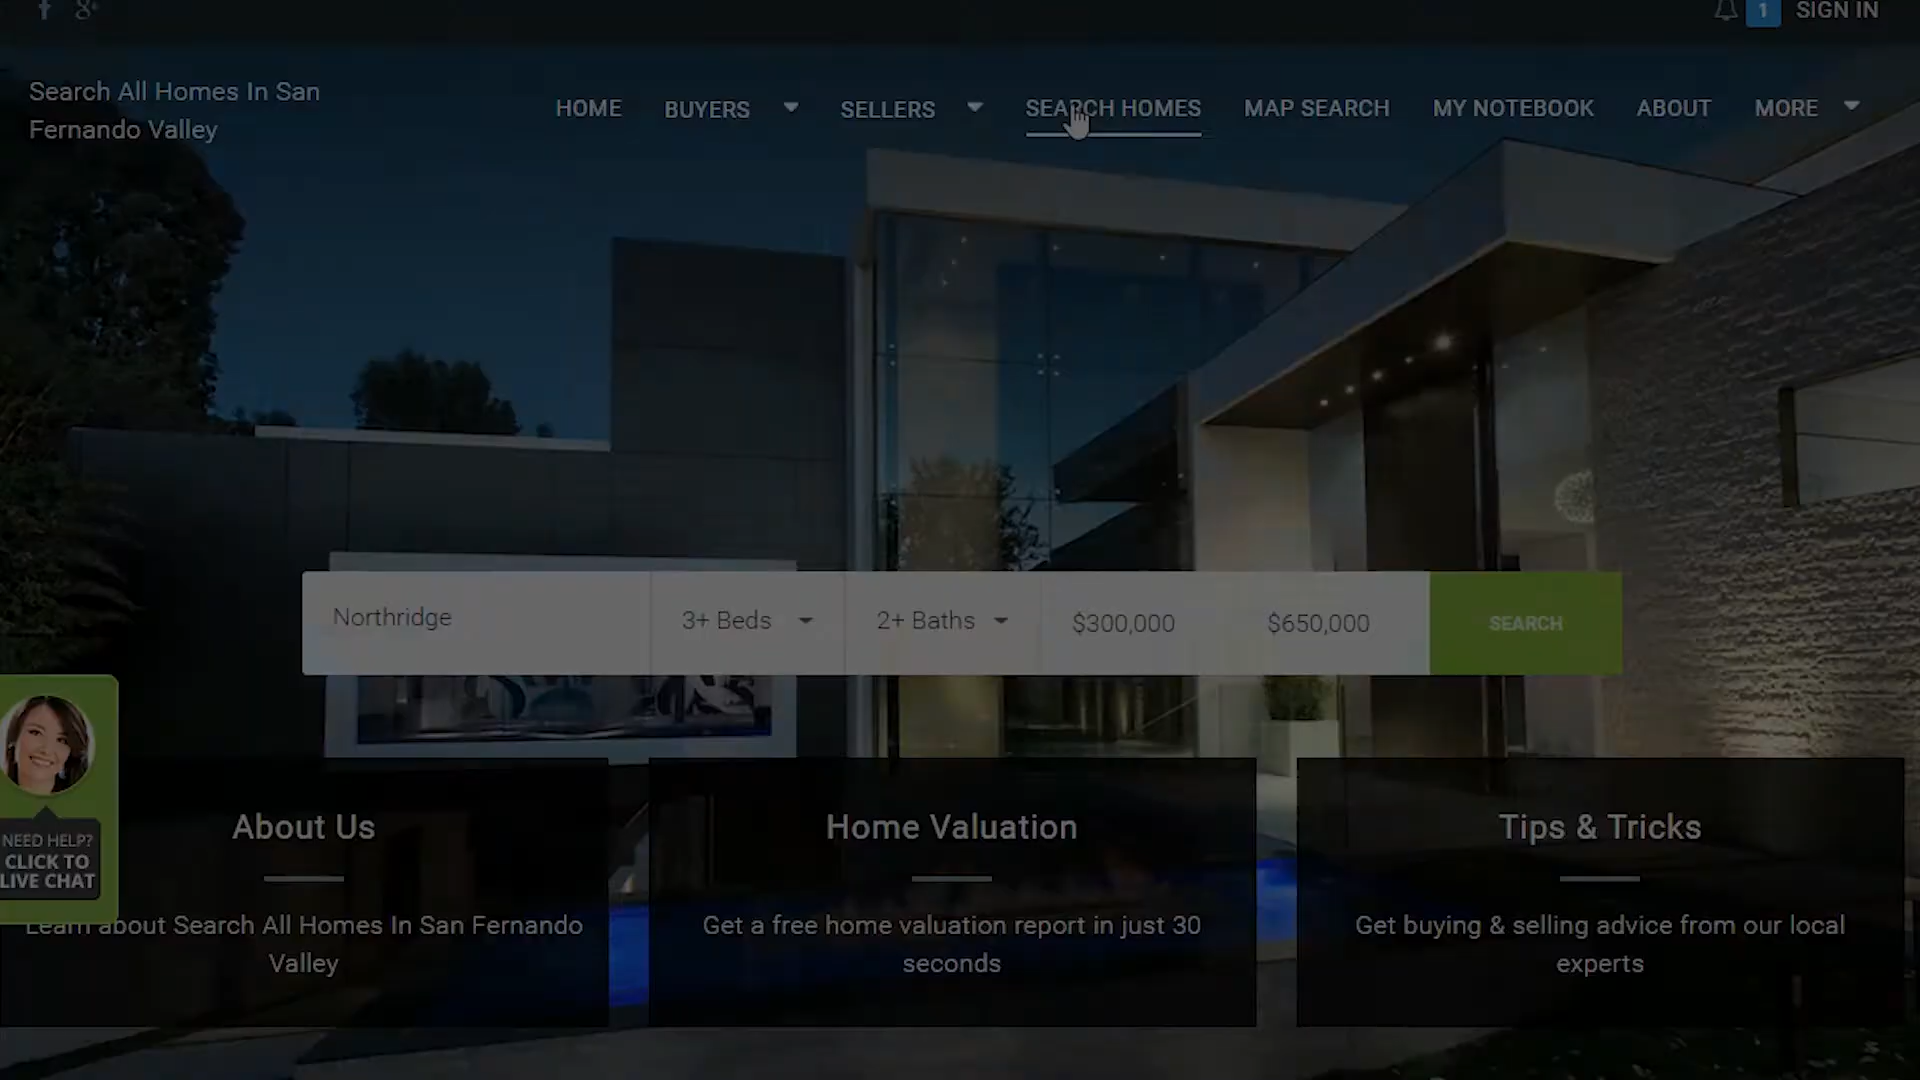 f 8+
1 SIGN IN
Search All Homes In San
Fernando Valley
HOME BUYERS SELLERS SEARCH HOMES MAP SEARCH MY NOTEBOOK ABOUT MORE
Northridge 3+ Beds 2+ Baths $300,000 $650,000 SEARCH
NEED HELP?
CLICK TO
LIVE CHAT
About Us
Learn about Search All Homes In San Fernando
Valley
Home Valuation
Get a free home valuation report in just 30
seconds
Tips & Tricks
Get buying & selling advice from our local
experts